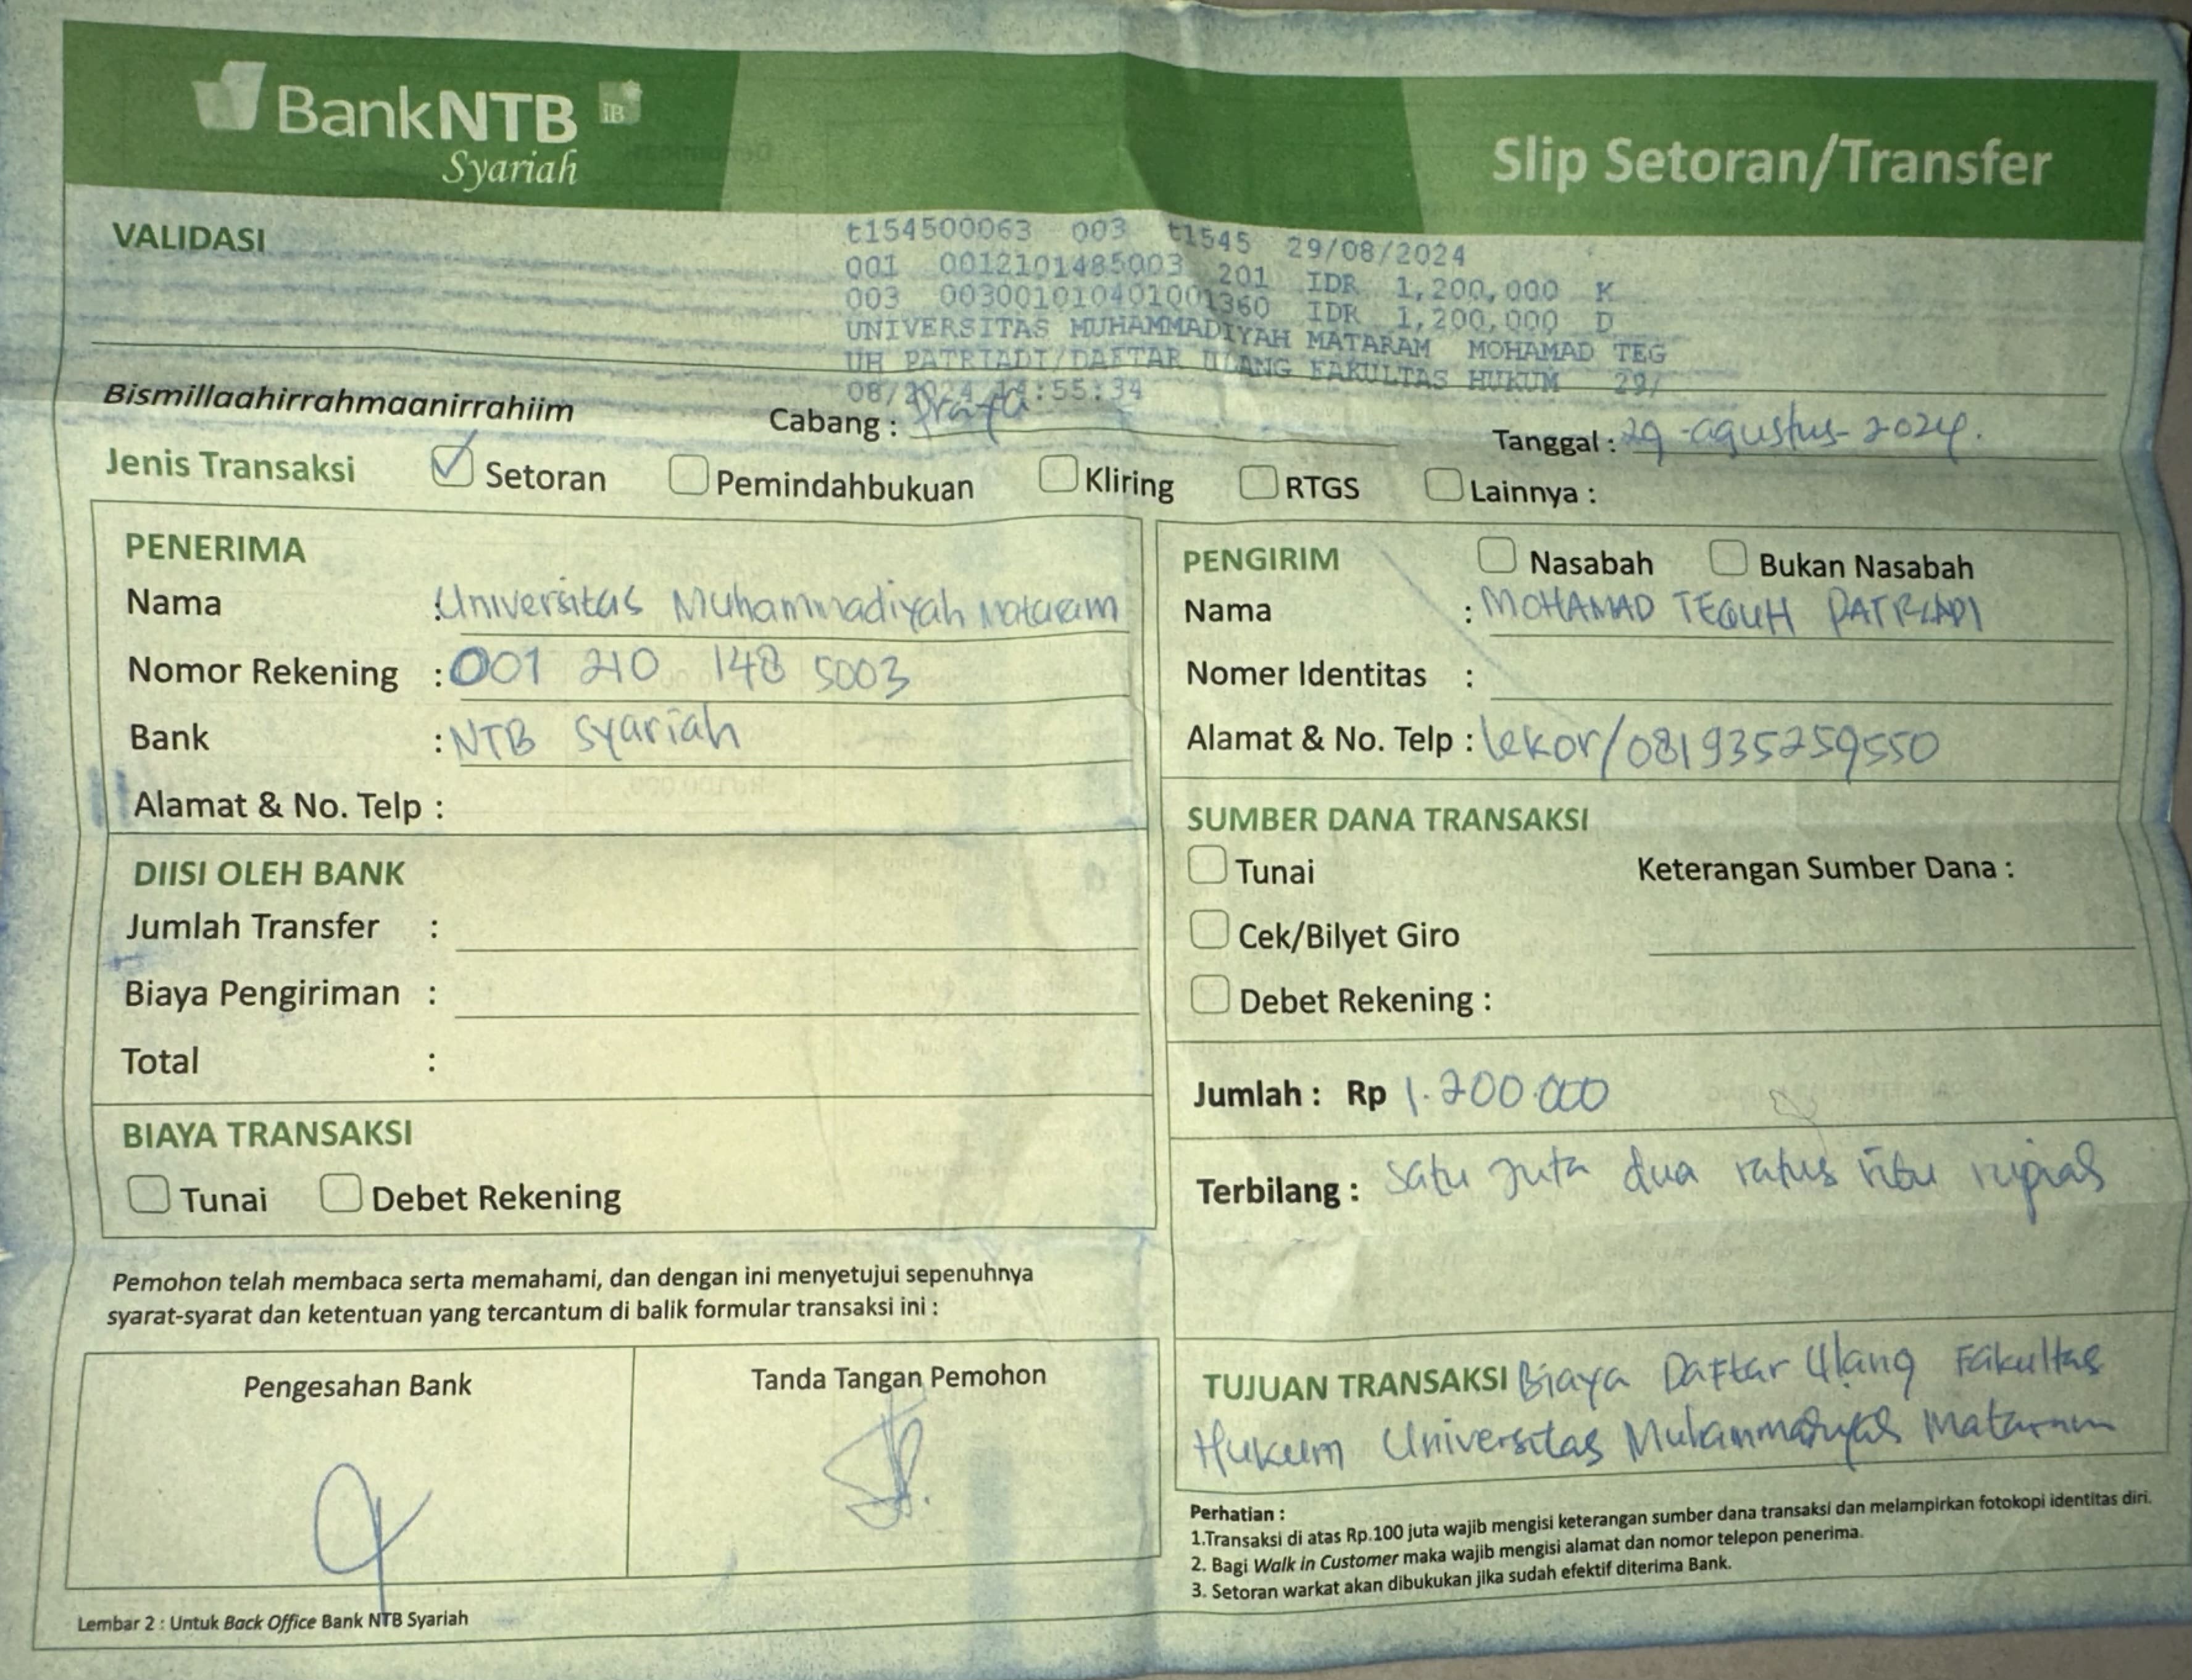 BankNTB iB
Syariah
Slip Setoran/Transfer
VALIDASI
t154500063 003 t1545 29/08/2024
001 0012101485003 201 IDR 1,200,000 K
003 003001010401001360 IDR 1,200,000 D
UNIVERSITAS MUHAMMADIYAH MATARAM MOHAMAD TEG
UH PATRIADI/DAFTAR ULANG FAKULTAS HUKUM 29/
08/2024 14:55:34
Bismillaahirrahmaanirrahiim
Cabang : Praya
Tanggal : 29-agustus-2024.
Jenis Transaksi Setoran Pemindahbukuan Kliring RTGS Lainnya :
PENERIMA
Nama : Universitas Muhammadiyah Mataram
Nomor Rekening : 001 210 148 5003
Bank : NTB Syariah
Alamat & No. Telp :
DIISI OLEH BANK
Jumlah Transfer :
Biaya Pengiriman :
Total :
BIAYA TRANSAKSI
Tunai Debet Rekening
PENGIRIM Nasabah Bukan Nasabah
Nama : MOHAMAD TEGUH PATRIADI
Nomer Identitas :
Alamat & No. Telp : lekor/081935259550
SUMBER DANA TRANSAKSI
Tunai Keterangan Sumber Dana :
Cek/Bilyet Giro
Debet Rekening :
Jumlah : Rp 1.200.000
Terbilang : Satu Juta dua ratus ribu rupiah
TUJUAN TRANSAKSI Biaya Daftar Ulang Fakultas
Hukum Universitas Muhammadiyah Mataram
Pemohon telah membaca serta memahami, dan dengan ini menyetujui sepenuhnya
syarat-syarat dan ketentuan yang tercantum di balik formular transaksi ini :
Pengesahan Bank Tanda Tangan Pemohon
Perhatian :
1.Transaksi di atas Rp.100 juta wajib mengisi keterangan sumber dana transaksi dan melampirkan fotokopi identitas diri.
2. Bagi Walk in Customer maka wajib mengisi alamat dan nomor telepon penerima.
3. Setoran warkat akan dibukukan jika sudah efektif diterima Bank.
Lembar 2 : Untuk Back Office Bank NTB Syariah